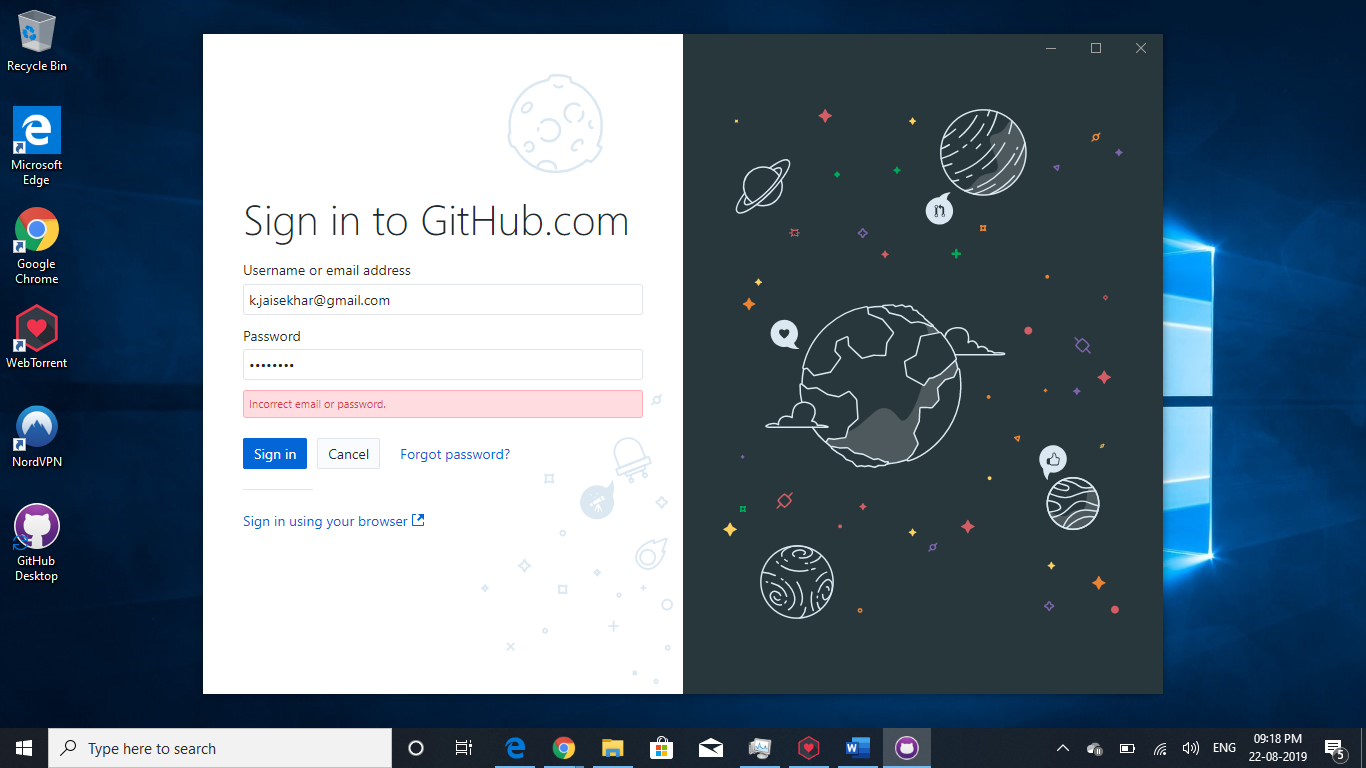 Recycle Bin
Microsoft
Edge
Google
Chrome
WebTorrent
NordVPN
GitHub
Desktop
Sign in to GitHub.com
Username or email address
k.jaisekhar@gmail.com
Password
••••••••
Incorrect email or password.
Sign in
Cancel
Forgot password?
Sign in using your browser
Type here to search
ENG
09:18 PM
22-08-2019
5